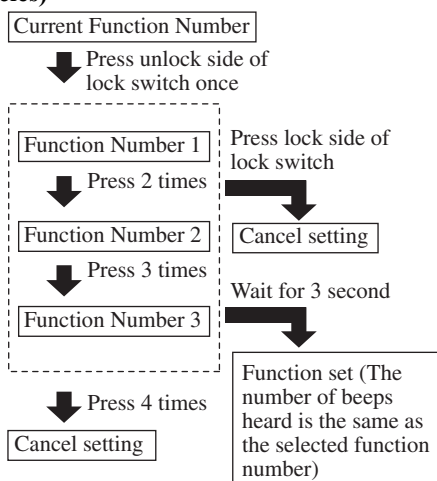 Current Function Number
Press unlock side of
lock switch once
Function Number 1
Press lock side of
lock switch
Press 2 times
Function Number 2
Cancel setting
Press 3 times
Wait for 3 second
Function Number 3
Function set (The
number of beeps
heard is the same as
the selected function
number)
Press 4 times
Cancel setting